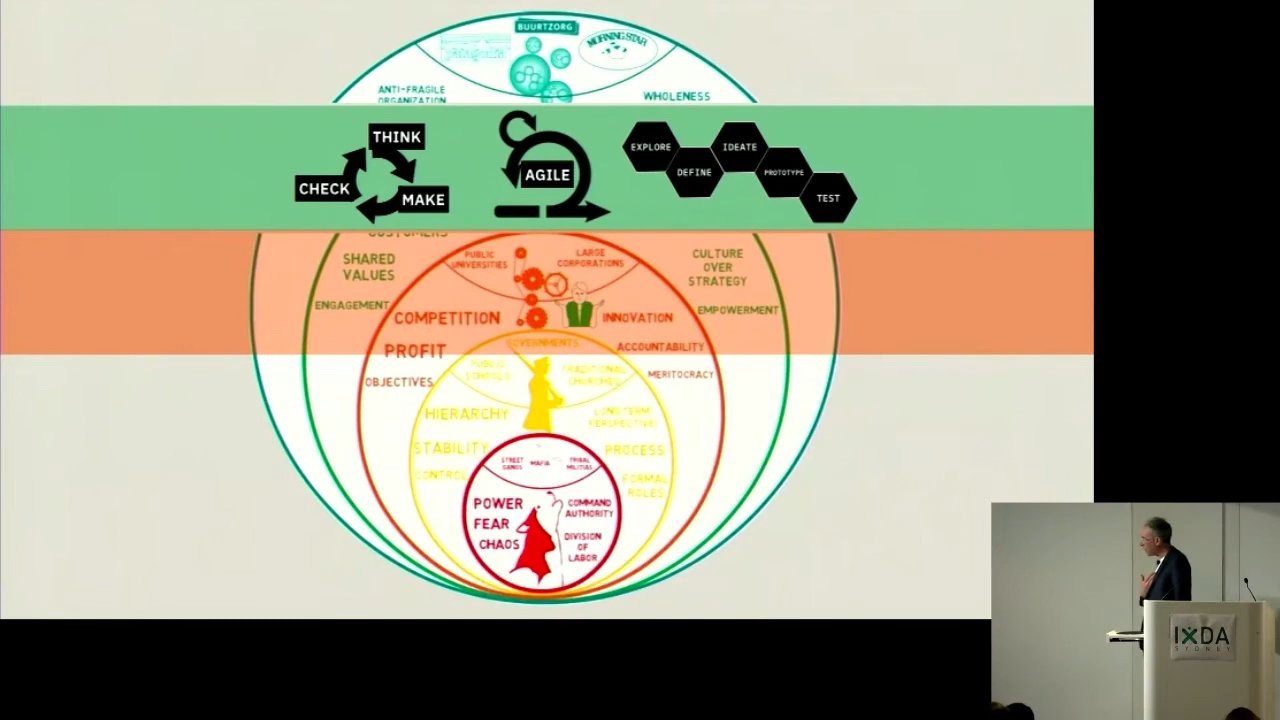 BUURTZORG
patagonia
MORNING STAR
ANTI-FRAGILE
ORGANIZATION
WHOLENESS
THINK
CHECK
MAKE
AGILE
EXPLORE
DEFINE
IDEATE
PROTOTYPE
TEST
CUSTOMERS
SHARED
VALUES
ENGAGEMENT
PUBLIC
UNIVERSITIES
LARGE
CORPORATIONS
CULTURE
OVER
STRATEGY
EMPOWERMENT
COMPETITION
INNOVATION
PROFIT
ACCOUNTABILITY
OBJECTIVES
MERITOCRACY
GOVERNMENTS
PUBLIC
SCHOOLS
TRADITIONAL
CHURCHES
HIERARCHY
LONG TERM
PERSPECTIVE
STABILITY
PROCESS
CONTROL
FORMAL
ROLES
STREET
GANGS
MAFIA
TRIBAL
MILITIAS
POWER
FEAR
CHAOS
COMMAND
AUTHORITY
DIVISION
OF
LABOR
IXDA
SYDNEY